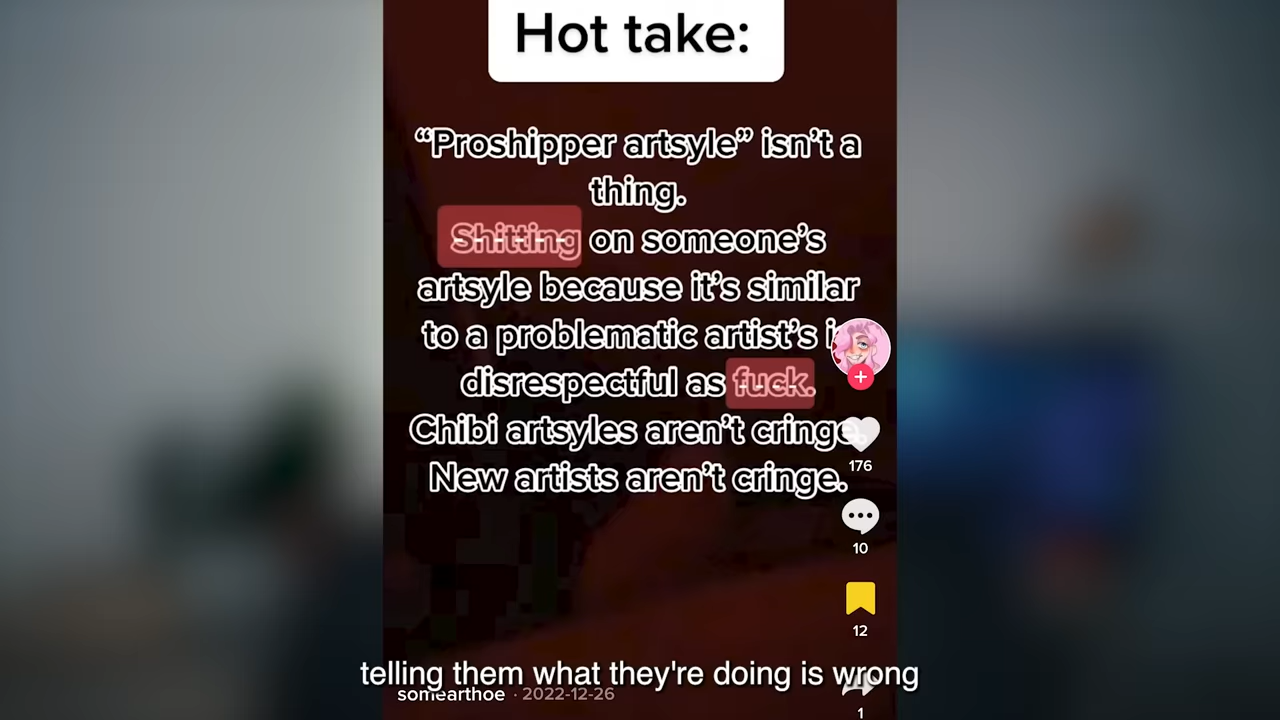 Hot take:
“Proshipper artsyle” isn’t a
thing.
Shitting on someone’s
artsyle because it’s similar
to a problematic artist’s
disrespectful as fuck.
Chibi artsyles aren’t cringe.
New artists aren’t cringe.
176
10
12
telling them what they're doing is wrong
somearthoe · 2022-12-26
1